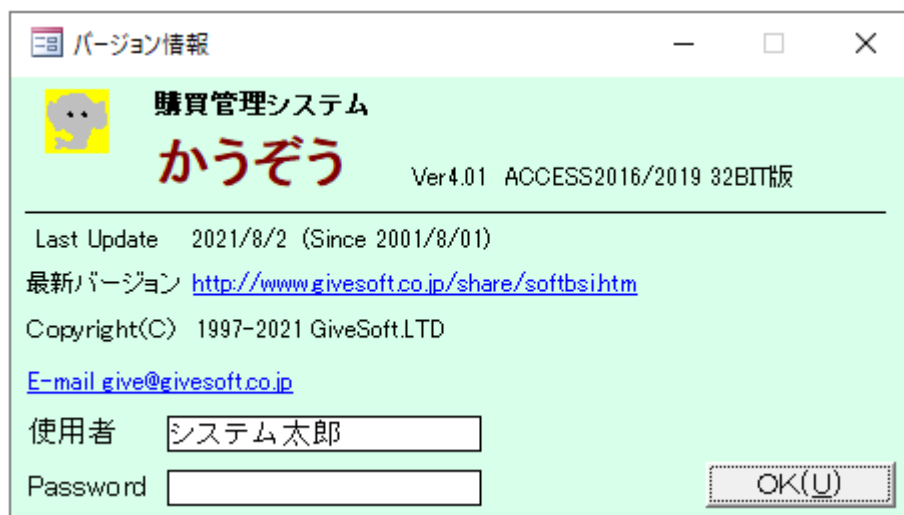 バージョン情報
購買管理システム
かうぞう Ver4.01 ACCESS2016/2019 32BIT版
Last Update 2021/8/2 (Since 2001/8/01)
最新バージョン http://www.givesoft.co.jp/share/softbsi.htm
Copyright(C) 1997-2021 GiveSoft.LTD
E-mail give@givesoft.co.jp
使用者 システム太郎
Password
OK(U)